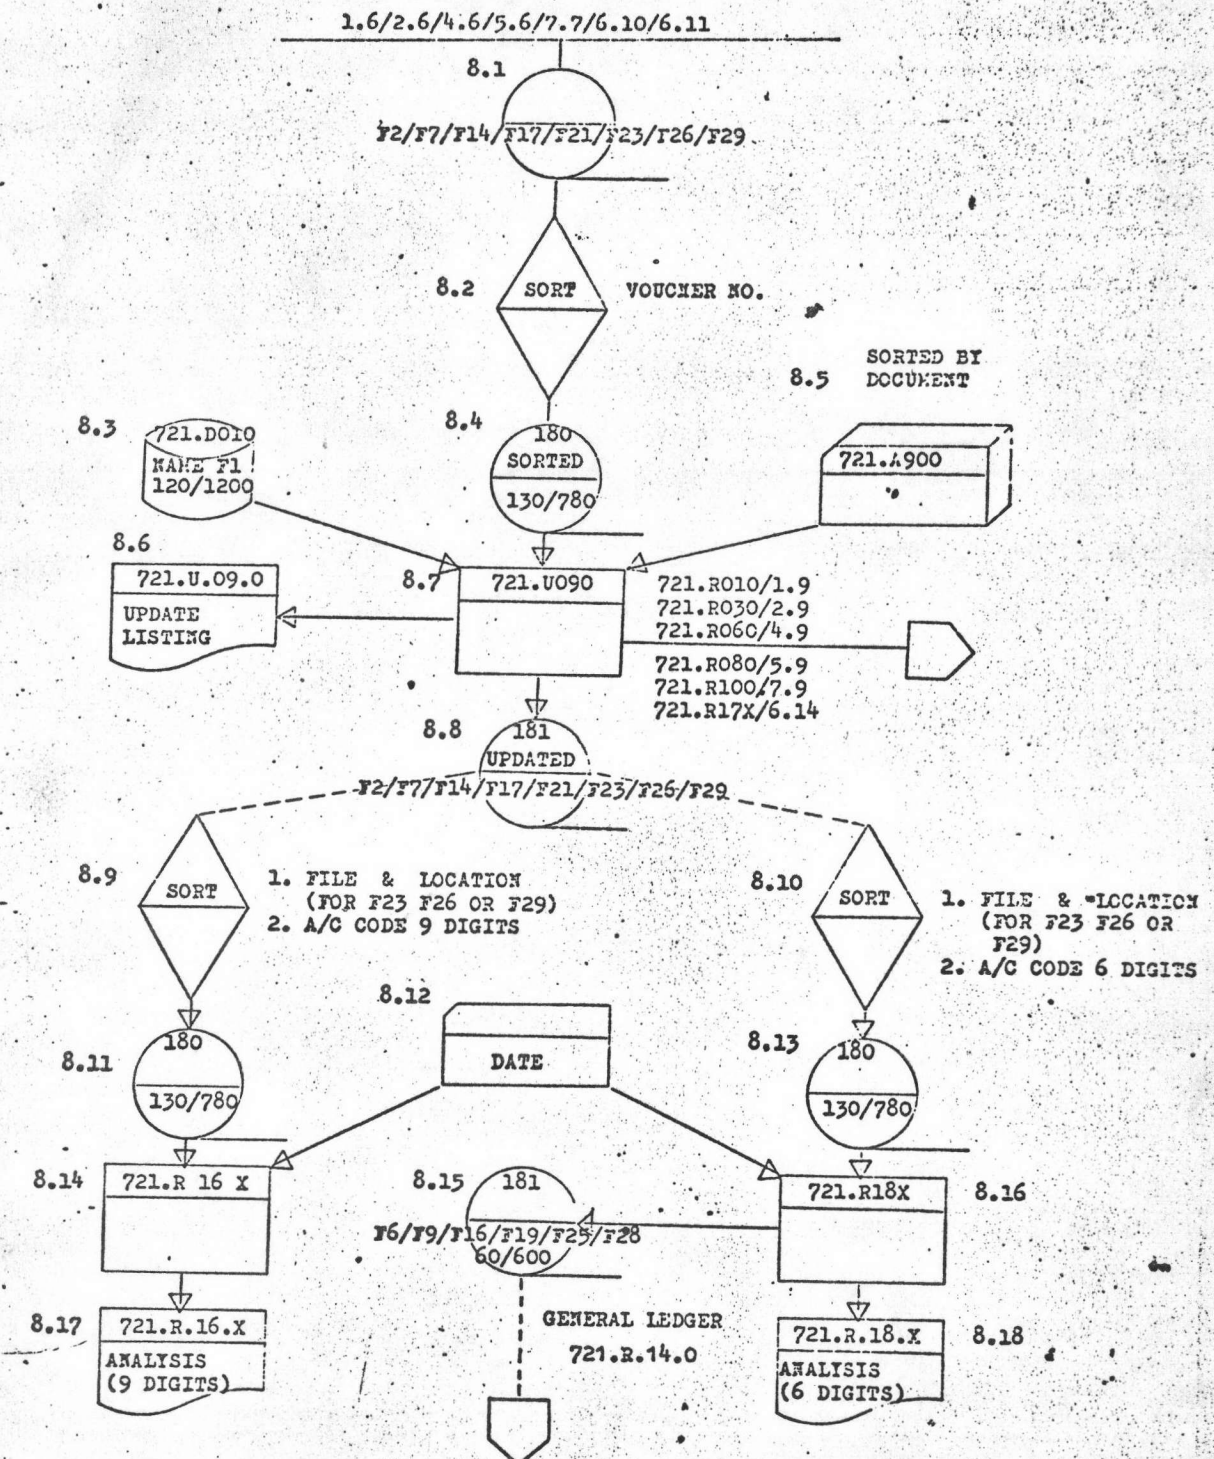 1.6/2.6/4.6/5.6/7.7/6.10/6.11
8.1
F2/F7/F14/F17/F21/F23/F26/F29
8.2
SORT
VOUCHER NO.
SORTED BY
DOCUMENT
8.5
8.3
721.D010
NAME F1
120/1200
8.4
180
SORTED
130/780
721.A900
8.6
721.U.09.0
UPDATE
LISTING
8.7
721.U090
721.R010/1.9
721.R030/2.9
721.R060/4.9
721.R080/5.9
721.R100/7.9
721.R17X/6.14
8.8
181
UPDATED
F2/F7/F14/F17/F21/F23/F26/F29
8.9
SORT
1. FILE & LOCATION
(FOR F23 F26 OR F29)
2. A/C CODE 9 DIGITS
8.10
SORT
1. FILE & LOCATION
(FOR F23 F26 OR
F29)
2. A/C CODE 6 DIGITS
8.11
180
130/780
8.12
DATE
8.13
180
130/780
8.14
721.R 16 X
8.15
181
F6/F9/F16/F19/F25/F28
60/600
721.R18X
8.16
8.17
721.R.16.X
ANALYSIS
(9 DIGITS)
GENERAL LEDGER
721.R.14.0
721.R.18.X
8.18
ANALYSIS
(6 DIGITS)